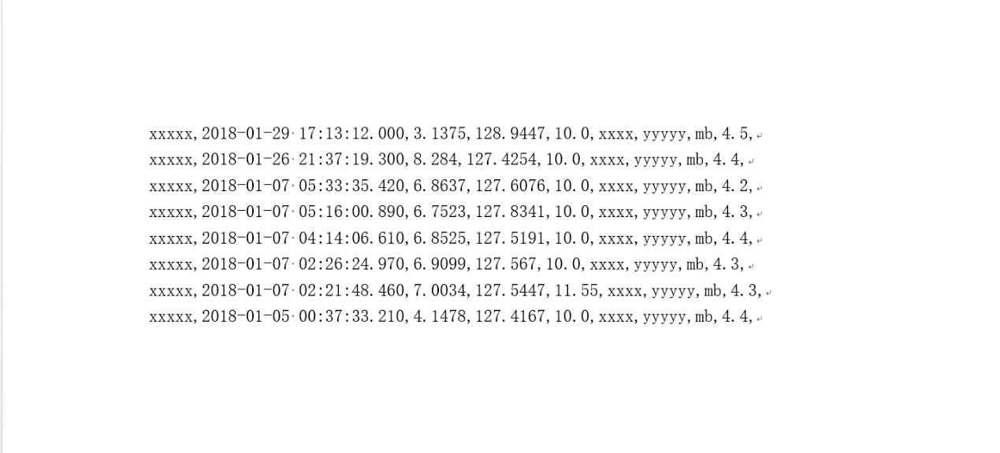 xxxxx,2018-01-29 17:13:12.000,3.1375,128.9447,10.0,xxxx,yyyyy,mb,4.5,
xxxxx,2018-01-26 21:37:19.300,8.284,127.4254,10.0,xxxx,yyyyy,mb,4.4,
xxxxx,2018-01-07 05:33:35.420,6.8637,127.6076,10.0,xxxx,yyyyy,mb,4.2,
xxxxx,2018-01-07 05:16:00.890,6.7523,127.8341,10.0,xxxx,yyyyy,mb,4.3,
xxxxx,2018-01-07 04:14:06.610,6.8525,127.5191,10.0,xxxx,yyyyy,mb,4.4,
xxxxx,2018-01-07 02:26:24.970,6.9099,127.567,10.0,xxxx,yyyyy,mb,4.3,
xxxxx,2018-01-07 02:21:48.460,7.0034,127.5447,11.55,xxxx,yyyyy,mb,4.3,
xxxxx,2018-01-05 00:37:33.210,4.1478,127.4167,10.0,xxxx,yyyyy,mb,4.4,